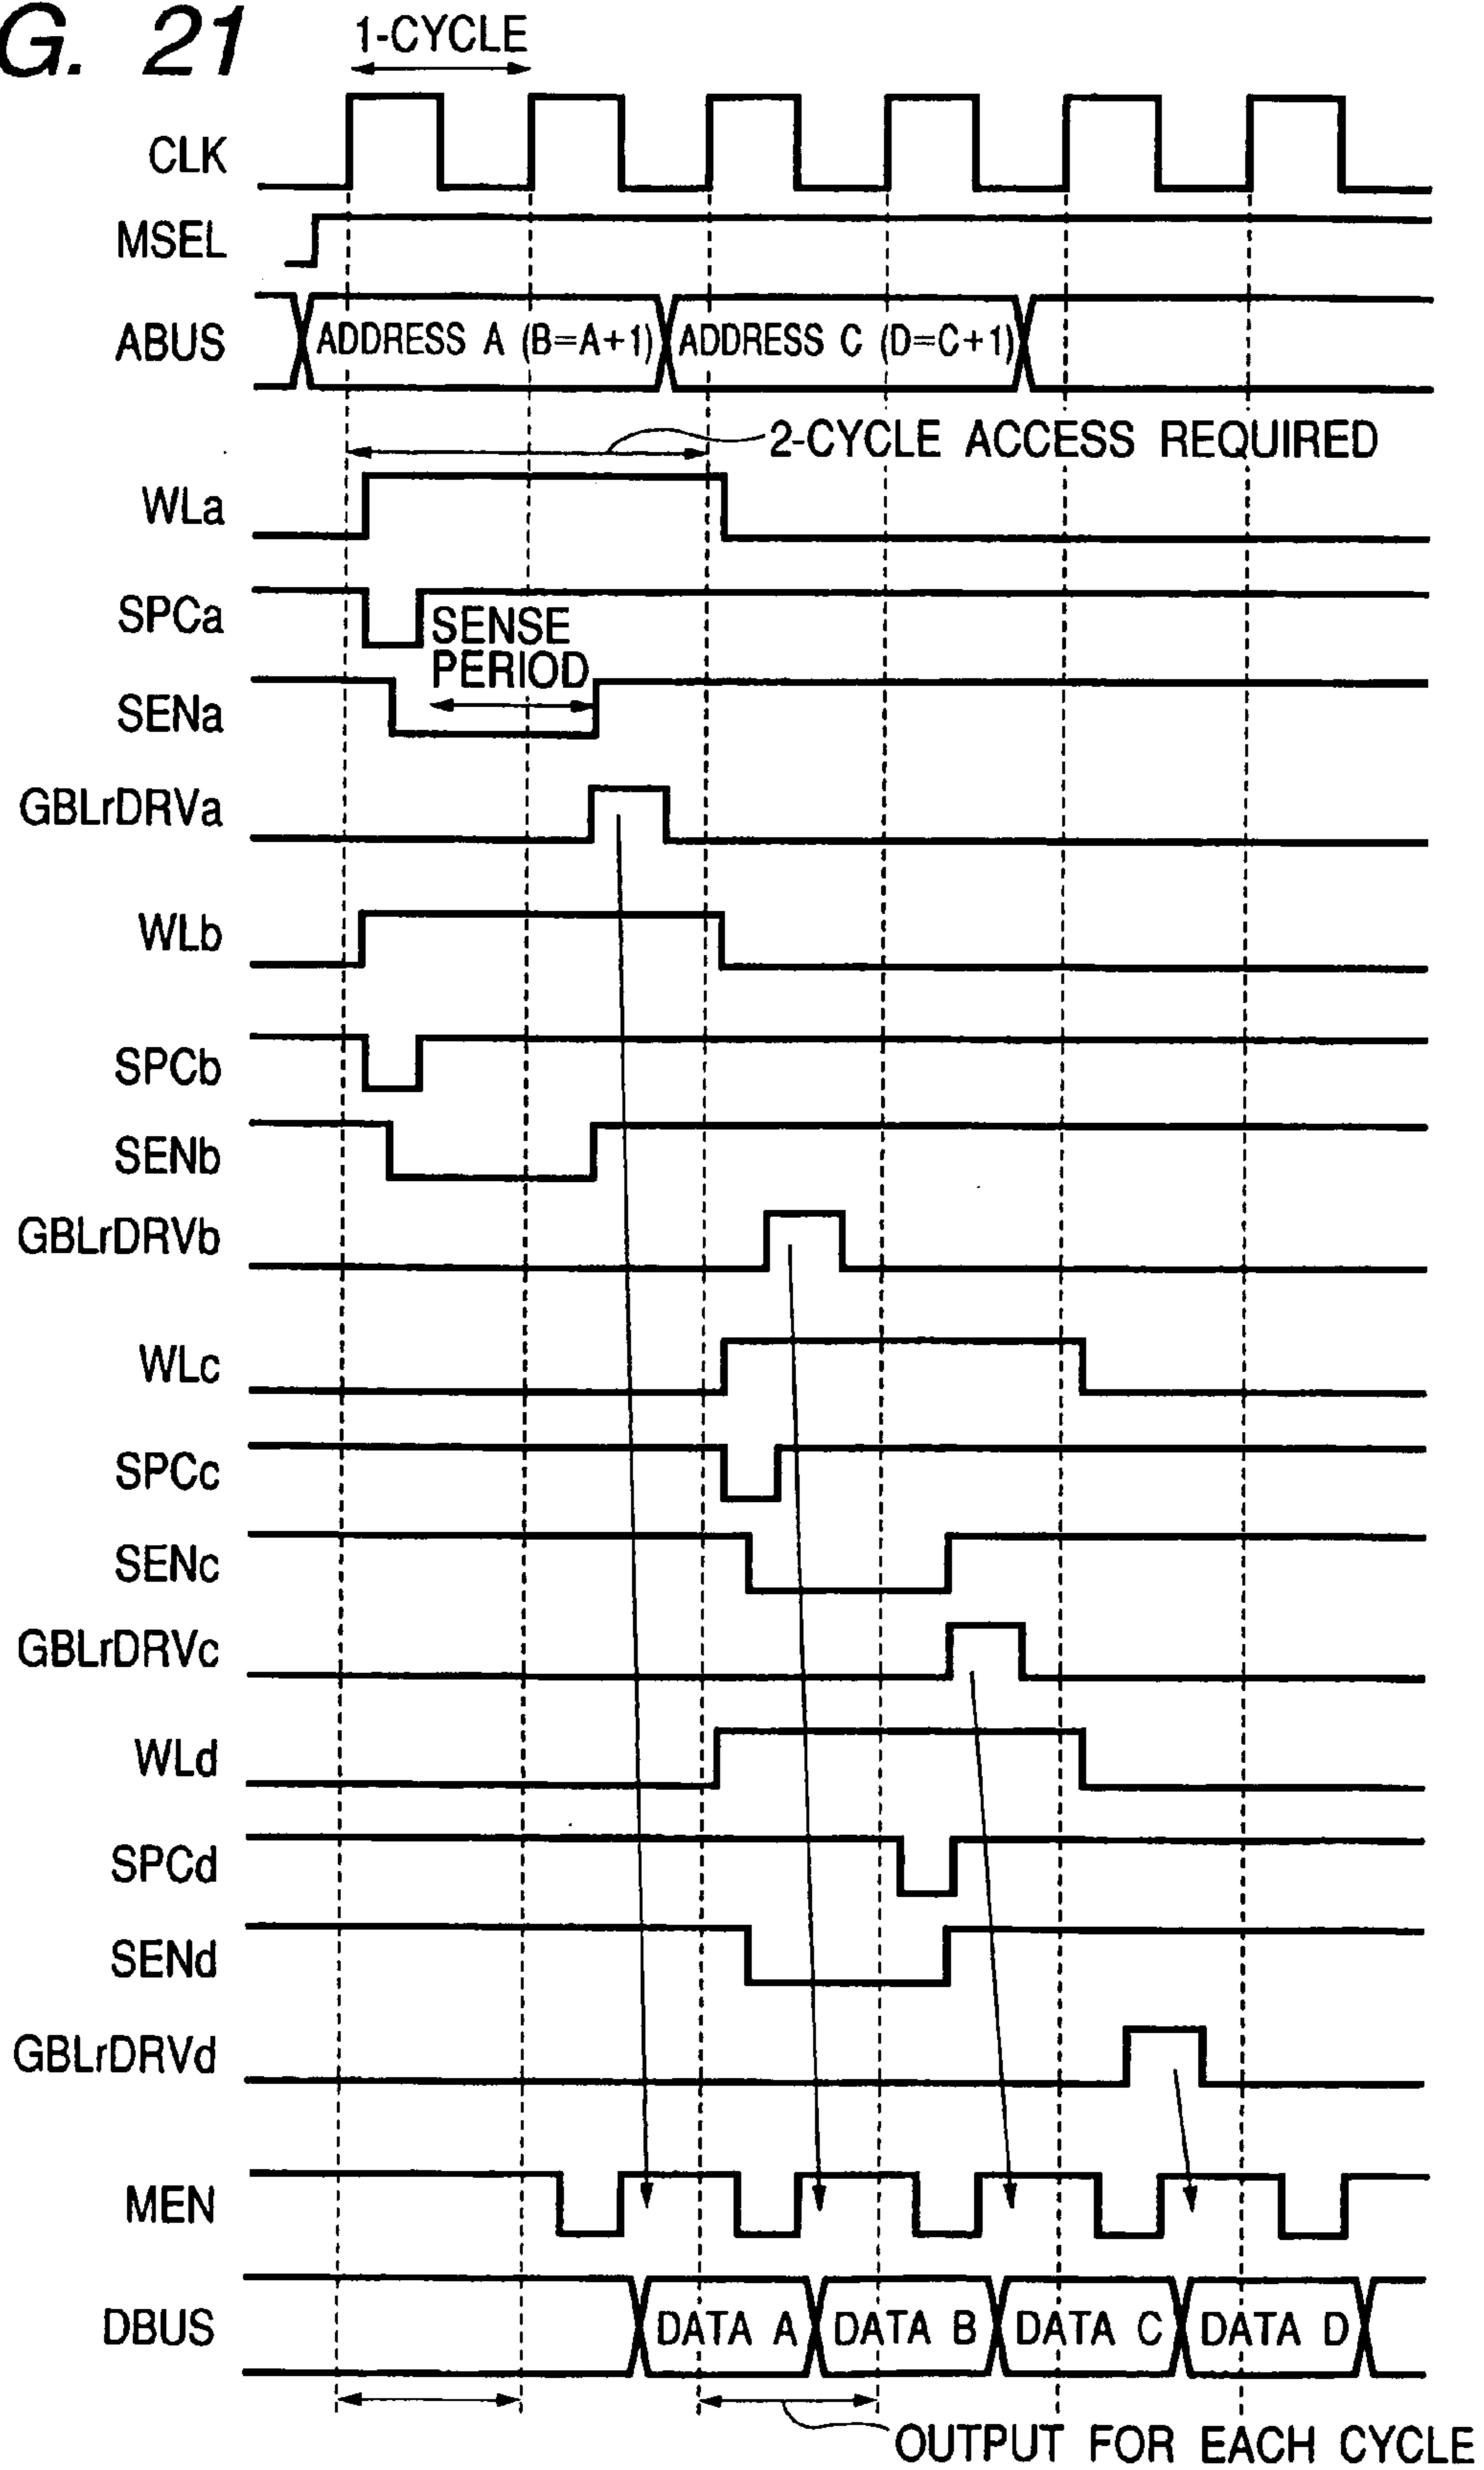 G. 21
1-CYCLE
CLK
MSEL
ABUS
ADDRESS A (B=A+1)
ADDRESS C (D=C+1)
2-CYCLE ACCESS REQUIRED
WLa
SPCa
SENSE
PERIOD
SENa
GBLrDRVa
WLb
SPCb
SENb
GBLrDRVb
WLc
SPCc
SENc
GBLrDRVc
WLd
SPCd
SENd
GBLrDRVd
MEN
DBUS
DATA A
DATA B
DATA C
DATA D
OUTPUT FOR EACH CYCLE